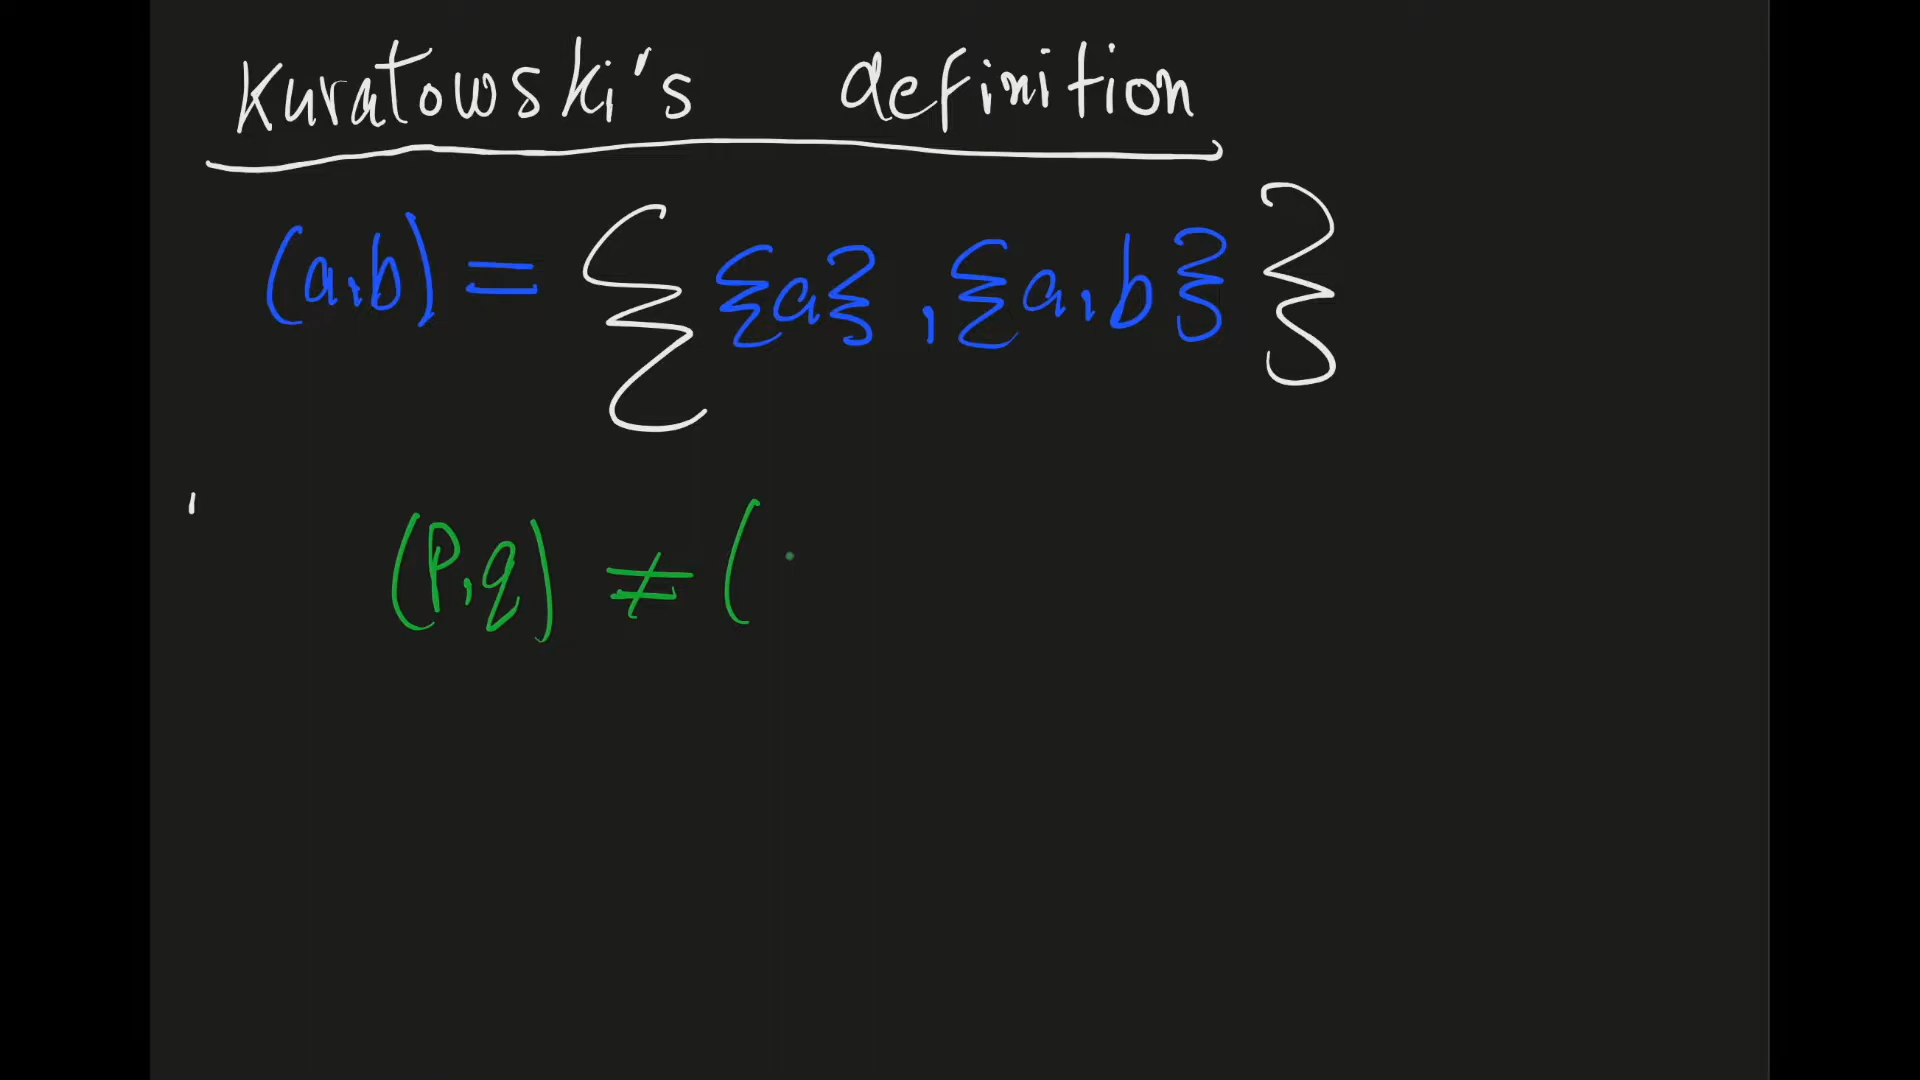 Kuratowski's definition
(a,b) = { {a}, {a,b} }
(P,q) ≠ (